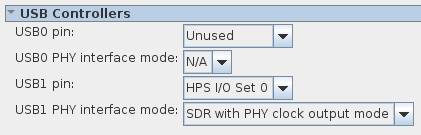 USB Controllers
USB0 pin: Unused
USB0 PHY interface mode: N/A
USB1 pin: HPS I/O Set 0
USB1 PHY interface mode: SDR with PHY clock output mode